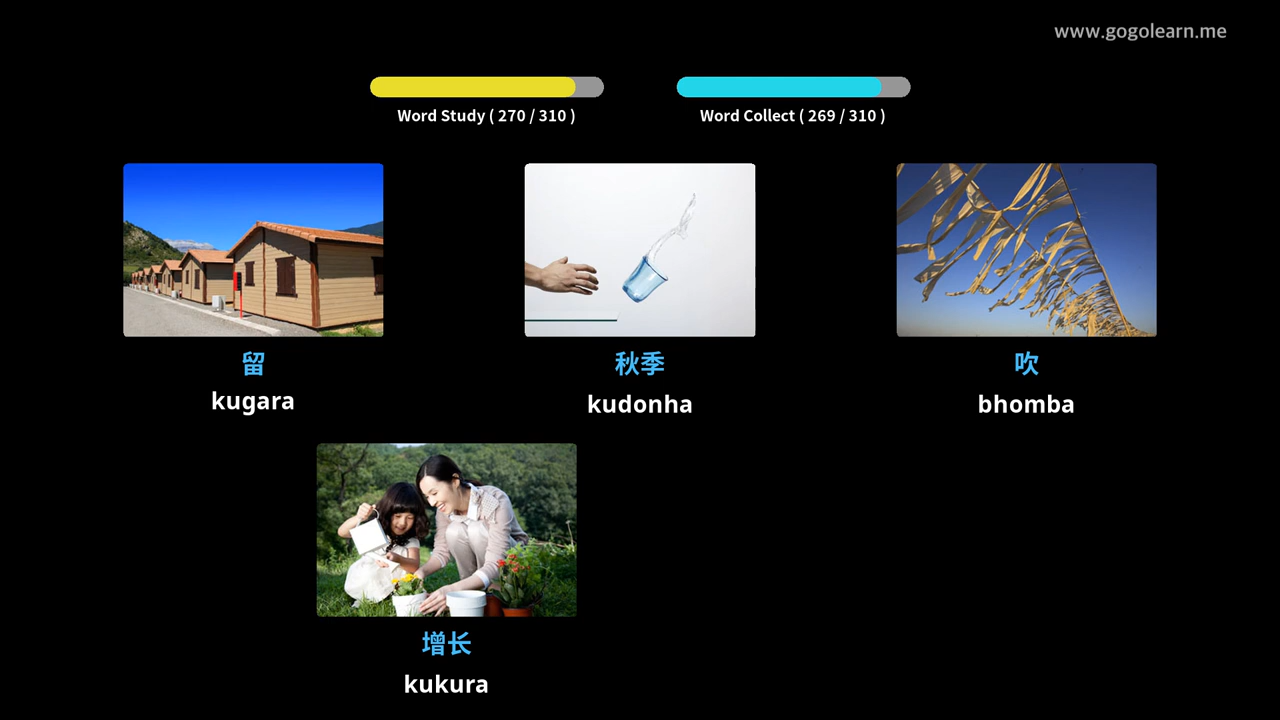 www.gogolearn.me
Word Study ( 270 / 310 )
Word Collect ( 269 / 310 )
留
kugara
秋季
kudonha
吹
bhomba
增长
kukura